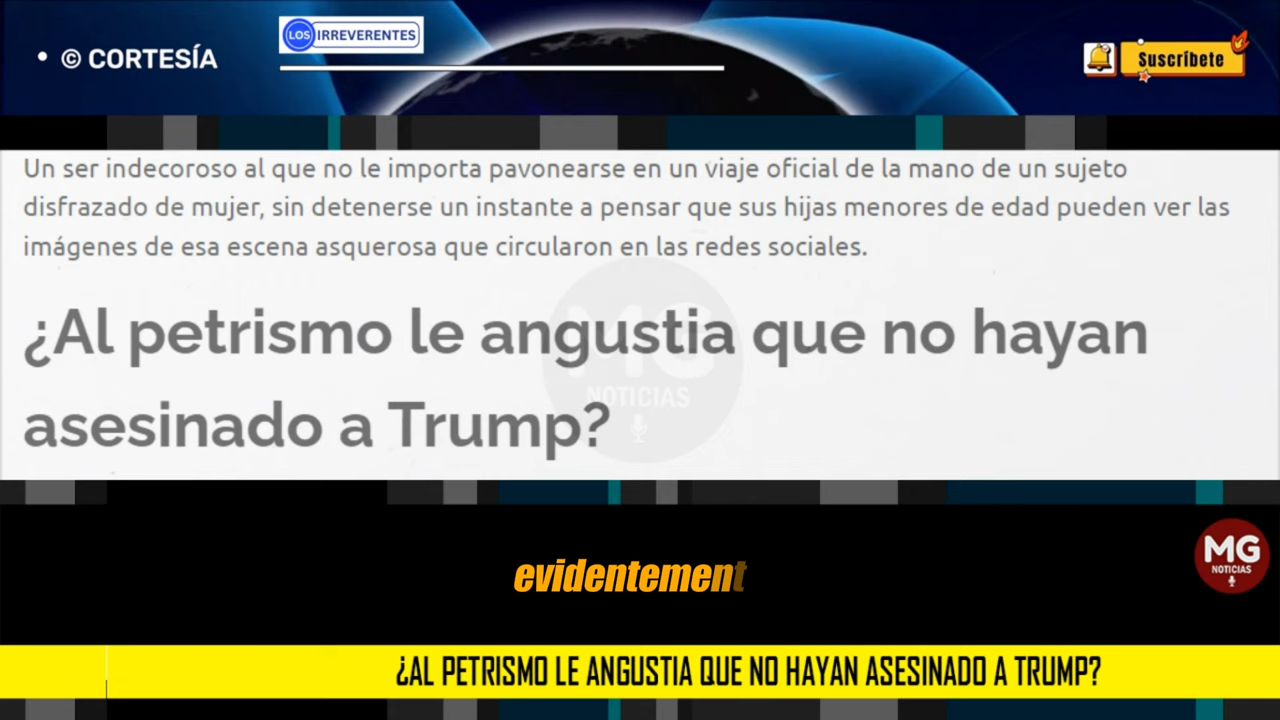 • © CORTESÍA
LOS IRREVERENTES
Suscríbete
Un ser indecoroso al que no le importa pavonearse en un viaje oficial de la mano de un sujeto
disfrazado de mujer, sin detenerse un instante a pensar que sus hijas menores de edad pueden ver las
imágenes de esa escena asquerosa que circularon en las redes sociales.
¿Al petrismo le angustia que no hayan
asesinado a Trump?
MG
NOTICIAS
evidentement
MG
NOTICIAS
¿AL PETRISMO LE ANGUSTIA QUE NO HAYAN ASESINADO A TRUMP?